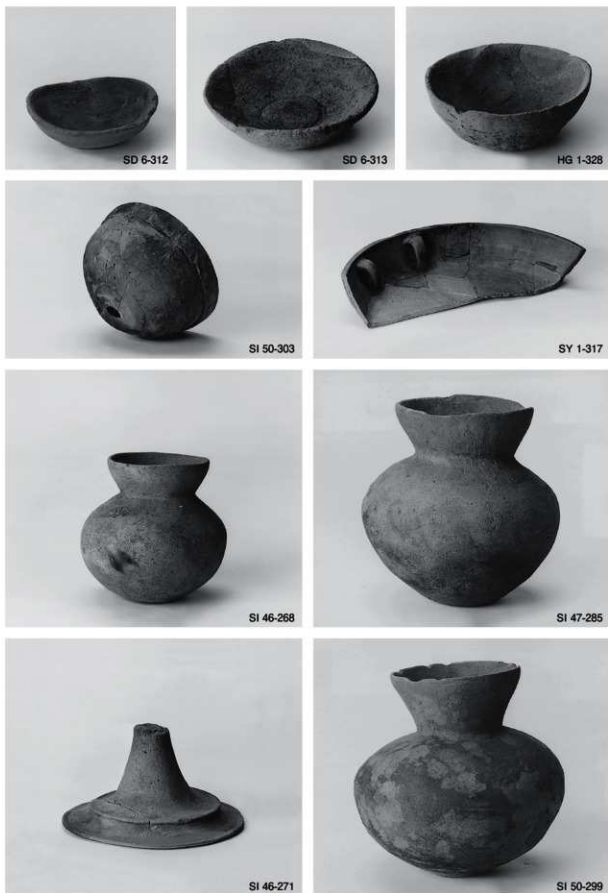 SD 6-312
SD 6-313
HG 1-328
SI 50-303
SY 1-317
SI 46-268
SI 47-285
SI 46-271
SI 50-299